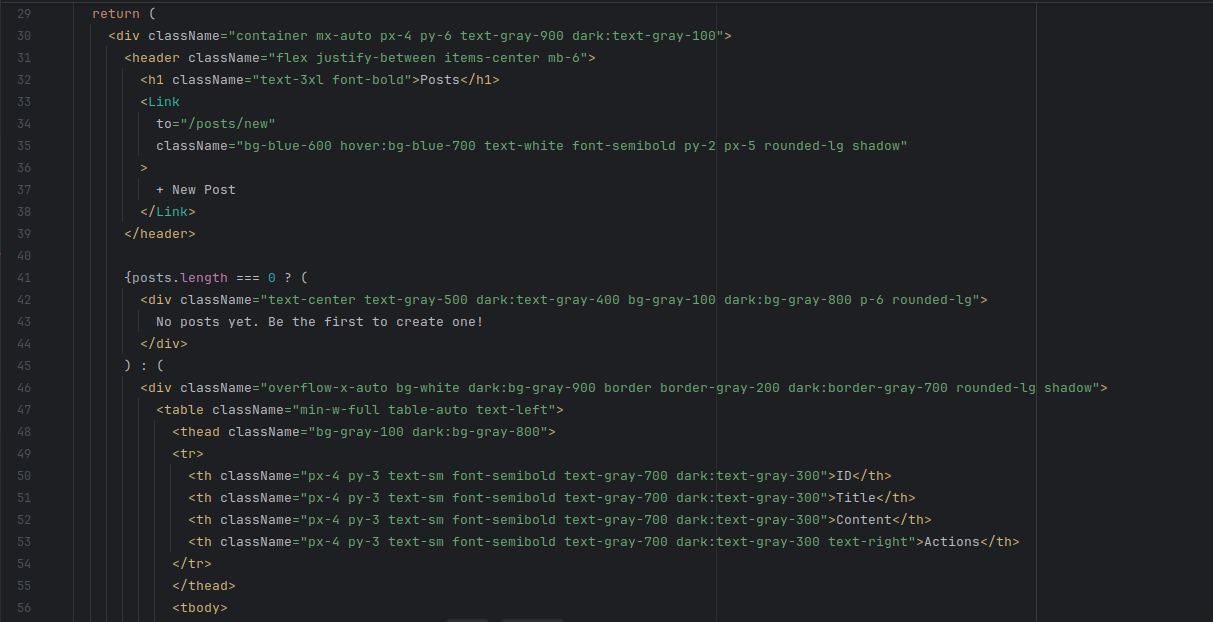 29 return (
30 <div className="container mx-auto px-4 py-6 text-gray-900 dark:text-gray-100">
31 <header className="flex justify-between items-center mb-6">
32 <h1 className="text-3xl font-bold">Posts</h1>
33 <Link
34 to="/posts/new"
35 className="bg-blue-600 hover:bg-blue-700 text-white font-semibold py-2 px-5 rounded-lg shadow"
36 >
37 + New Post
38 </Link>
39 </header>
40
41 {posts.length === 0 ? (
42 <div className="text-center text-gray-500 dark:text-gray-400 bg-gray-100 dark:bg-gray-800 p-6 rounded-lg">
43 No posts yet. Be the first to create one!
44 </div>
45 ) : (
46 <div className="overflow-x-auto bg-white dark:bg-gray-900 border border-gray-200 dark:border-gray-700 rounded-lg shadow">
47 <table className="min-w-full table-auto text-left">
48 <thead className="bg-gray-100 dark:bg-gray-800">
49 <tr>
50 <th className="px-4 py-3 text-sm font-semibold text-gray-700 dark:text-gray-300">ID</th>
51 <th className="px-4 py-3 text-sm font-semibold text-gray-700 dark:text-gray-300">Title</th>
52 <th className="px-4 py-3 text-sm font-semibold text-gray-700 dark:text-gray-300">Content</th>
53 <th className="px-4 py-3 text-sm font-semibold text-gray-700 dark:text-gray-300 text-right">Actions</th>
54 </tr>
55 </thead>
56 <tbody>